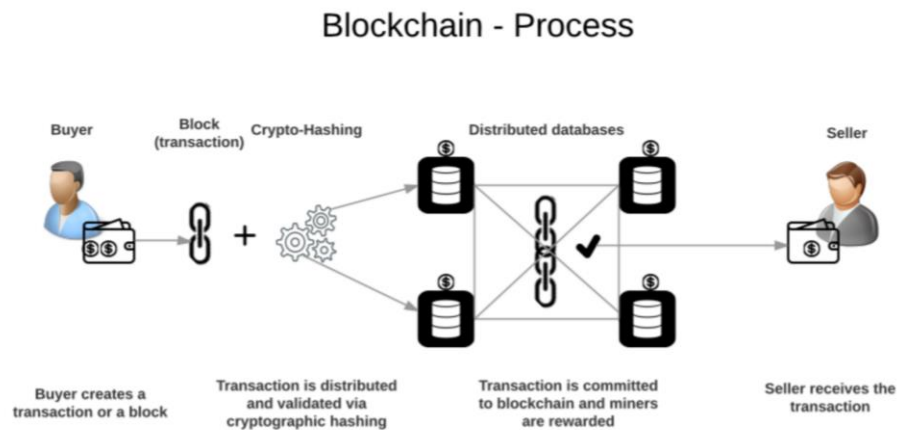 Blockchain - Process
Buyer
Block
(transaction)
Crypto-Hashing
Distributed databases
Seller
Buyer creates a
transaction or a block
Transaction is distributed
and validated via
cryptographic hashing
Transaction is committed
to blockchain and miners
are rewarded
Seller receives the
transaction